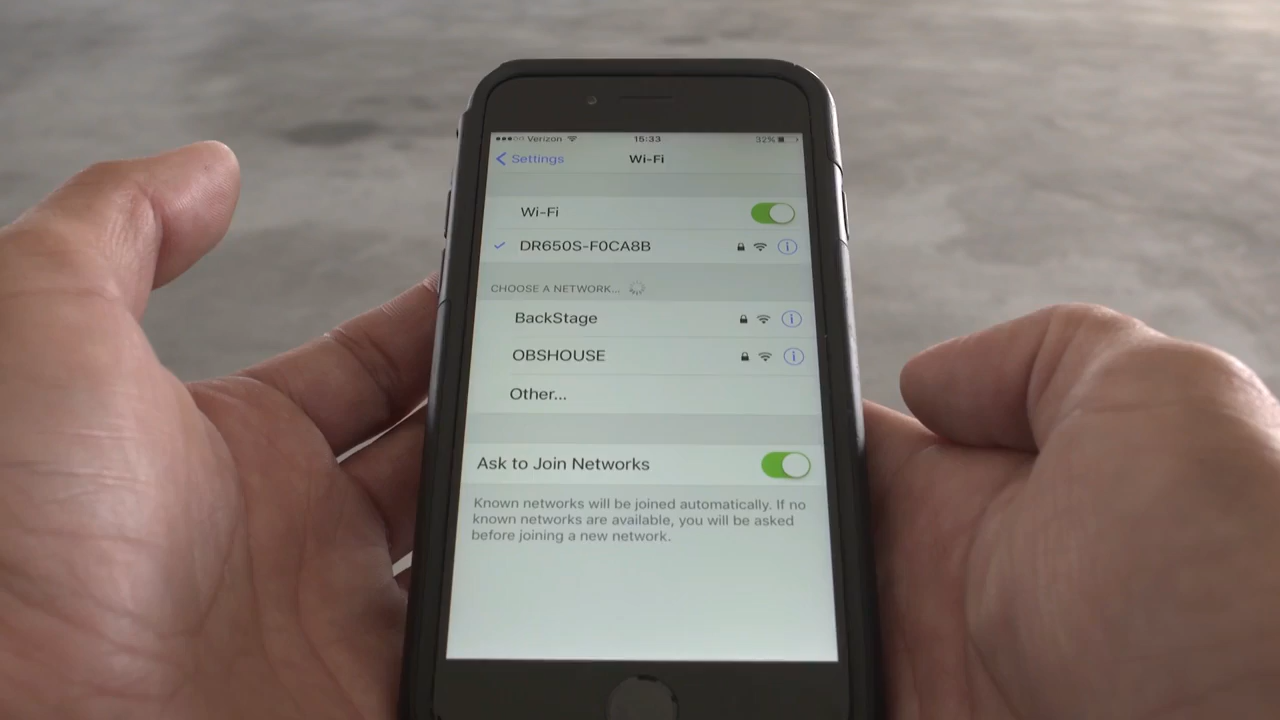 Verizon 15:33 32%
Settings Wi-Fi
Wi-Fi
DR650S-F0CA8B
CHOOSE A NETWORK...
BackStage
OBSHOUSE
Other...
Ask to Join Networks
Known networks will be joined automatically. If no
known networks are available, you will be asked
before joining a new network.